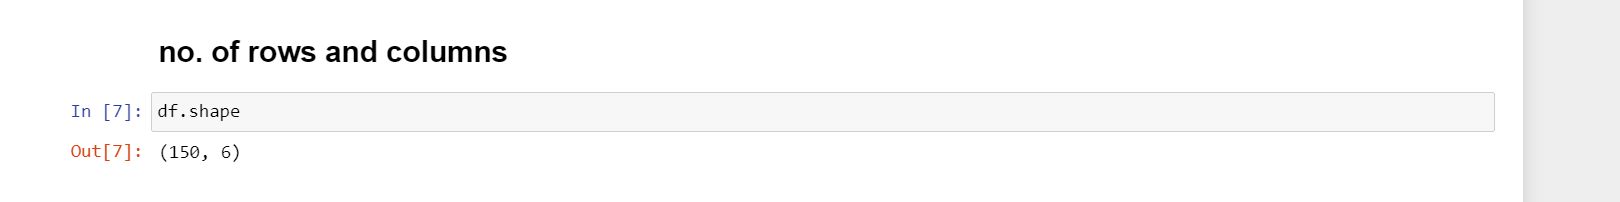 no. of rows and columns
In [7]: df.shape
Out[7]: (150, 6)